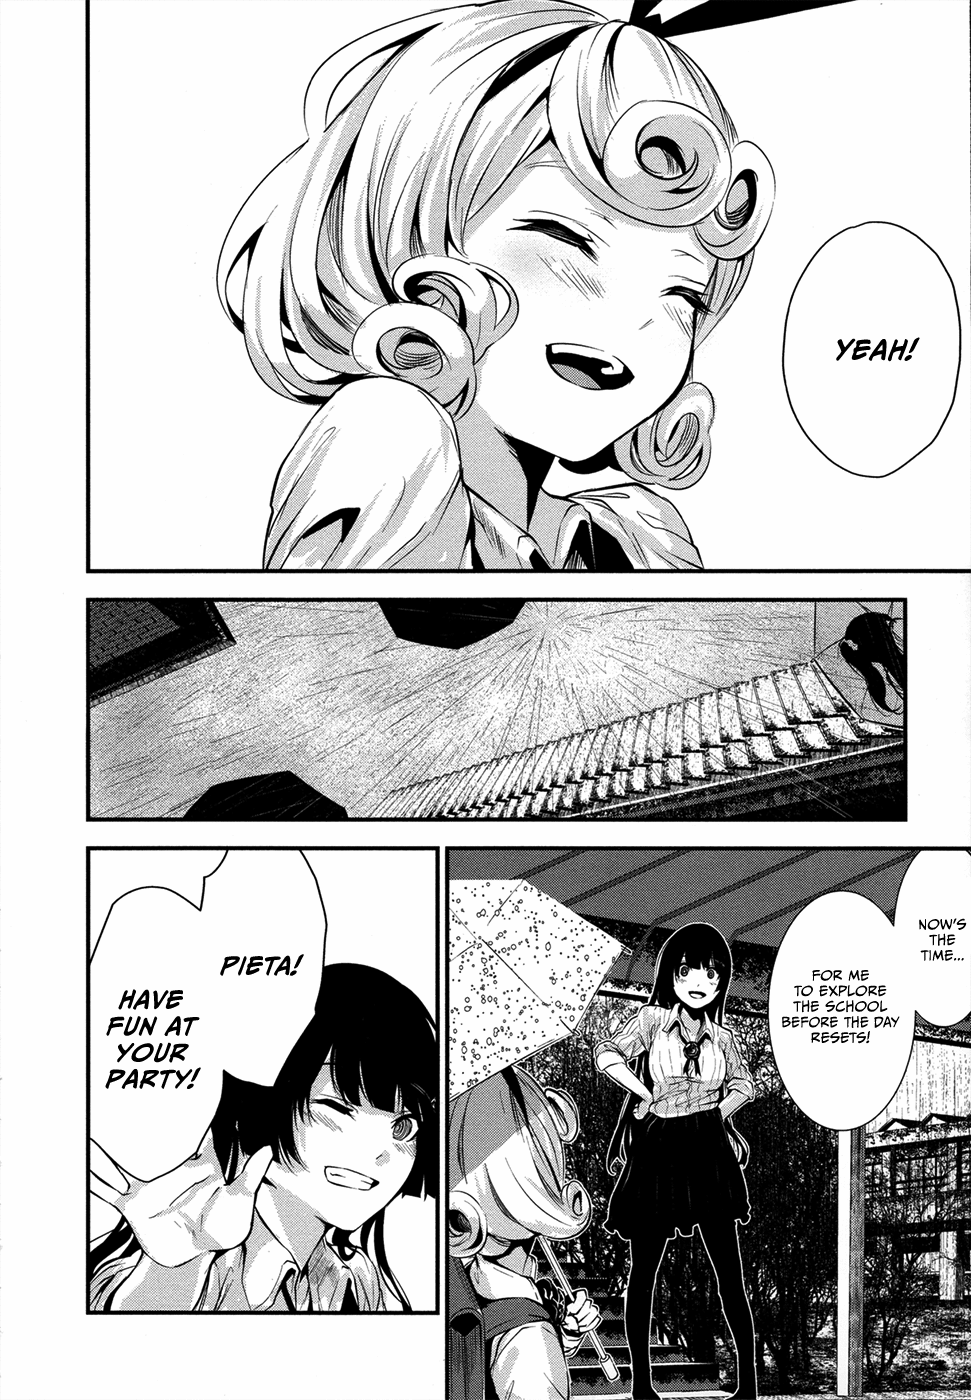 YEAH!
NOW'S
THE
TIME...
FOR ME
TO EXPLORE
THE SCHOOL
BEFORE THE DAY
RESETS!
PIETA!
HAVE
FUN AT
YOUR
PARTY!